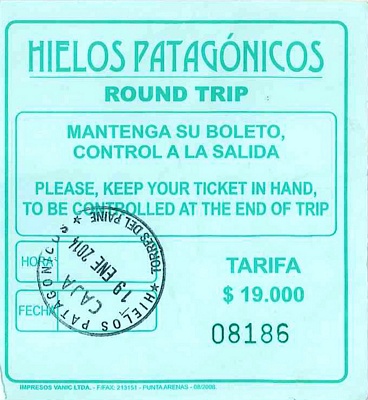 HIELOS PATAGÓNICOS
ROUND TRIP
MANTENGA SU BOLETO,
CONTROL A LA SALIDA
PLEASE, KEEP YOUR TICKET IN HAND,
TO BE CONTROLLED AT THE END OF TRIP
HORA
FECHA
HIELOS PATAGONICOS
TORRES DEL PAINE
19 ENE 2014
CAJA
TARIFA
$ 19.000
08186
IMPRESOS VANIC LTDA. - F/FAX: 213151 - PUNTA ARENAS - 08/2006.